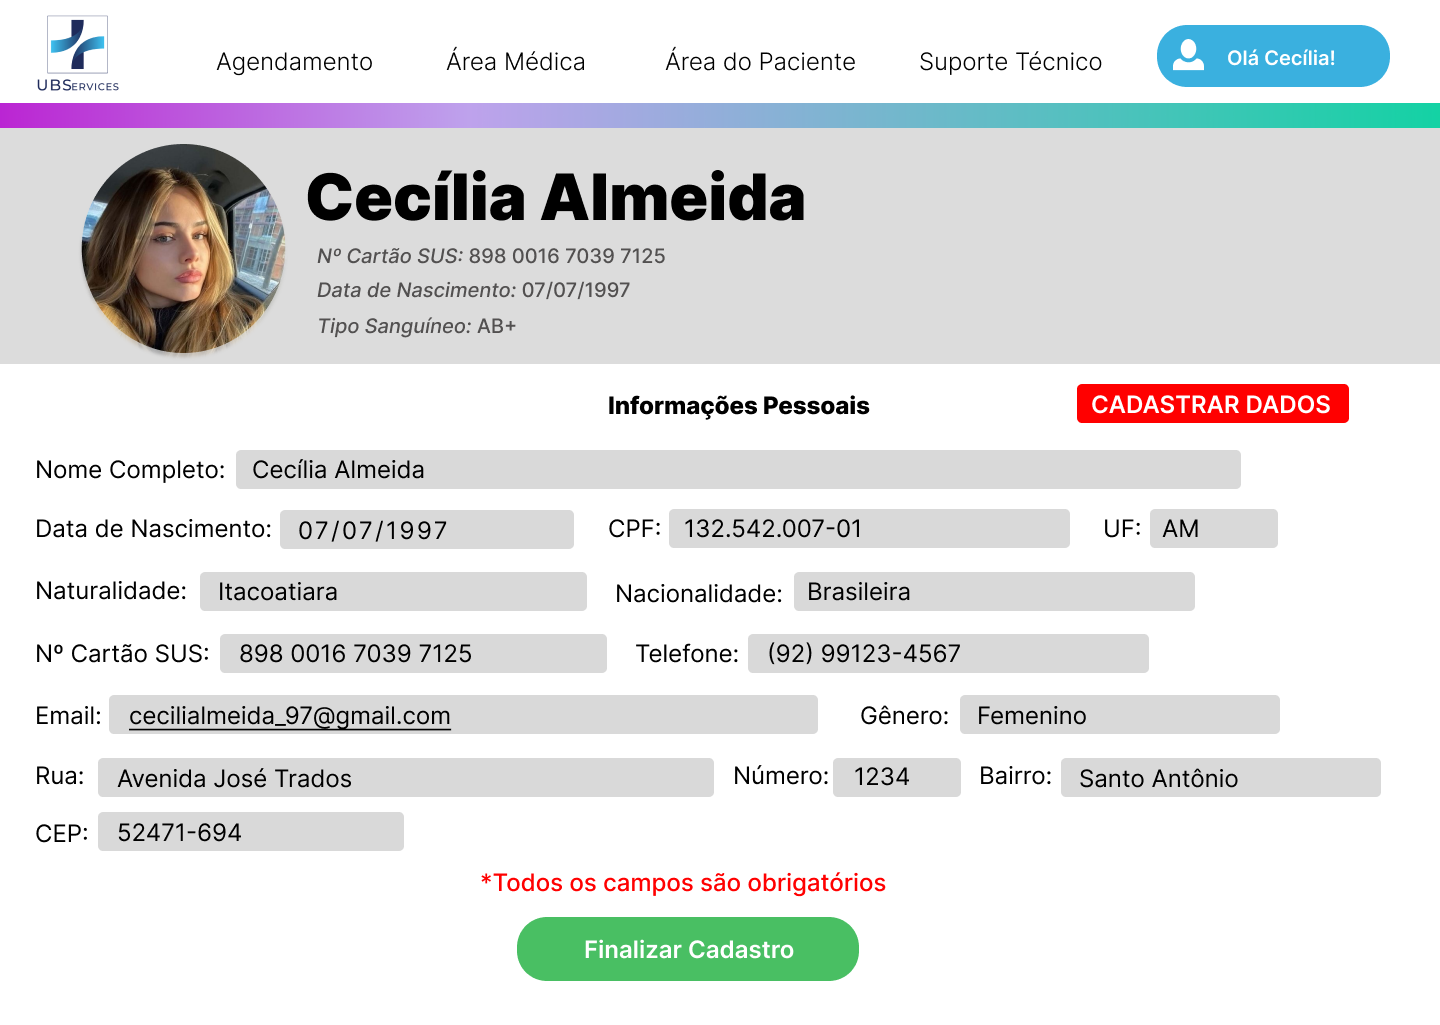 UBServices
Agendamento Área Médica Área do Paciente Suporte Técnico Olá Cecília!
Cecília Almeida
Nº Cartão SUS: 898 0016 7039 7125
Data de Nascimento: 07/07/1997
Tipo Sanguíneo: AB+
Informações Pessoais CADASTRAR DADOS
Nome Completo: Cecília Almeida
Data de Nascimento: 07/07/1997 CPF: 132.542.007-01 UF: AM
Naturalidade: Itacoatiara Nacionalidade: Brasileira
Nº Cartão SUS: 898 0016 7039 7125 Telefone: (92) 99123-4567
Email: cecilialmeida_97@gmail.com Gênero: Femenino
Rua: Avenida José Trados Número: 1234 Bairro: Santo Antônio
CEP: 52471-694
*Todos os campos são obrigatórios
Finalizar Cadastro